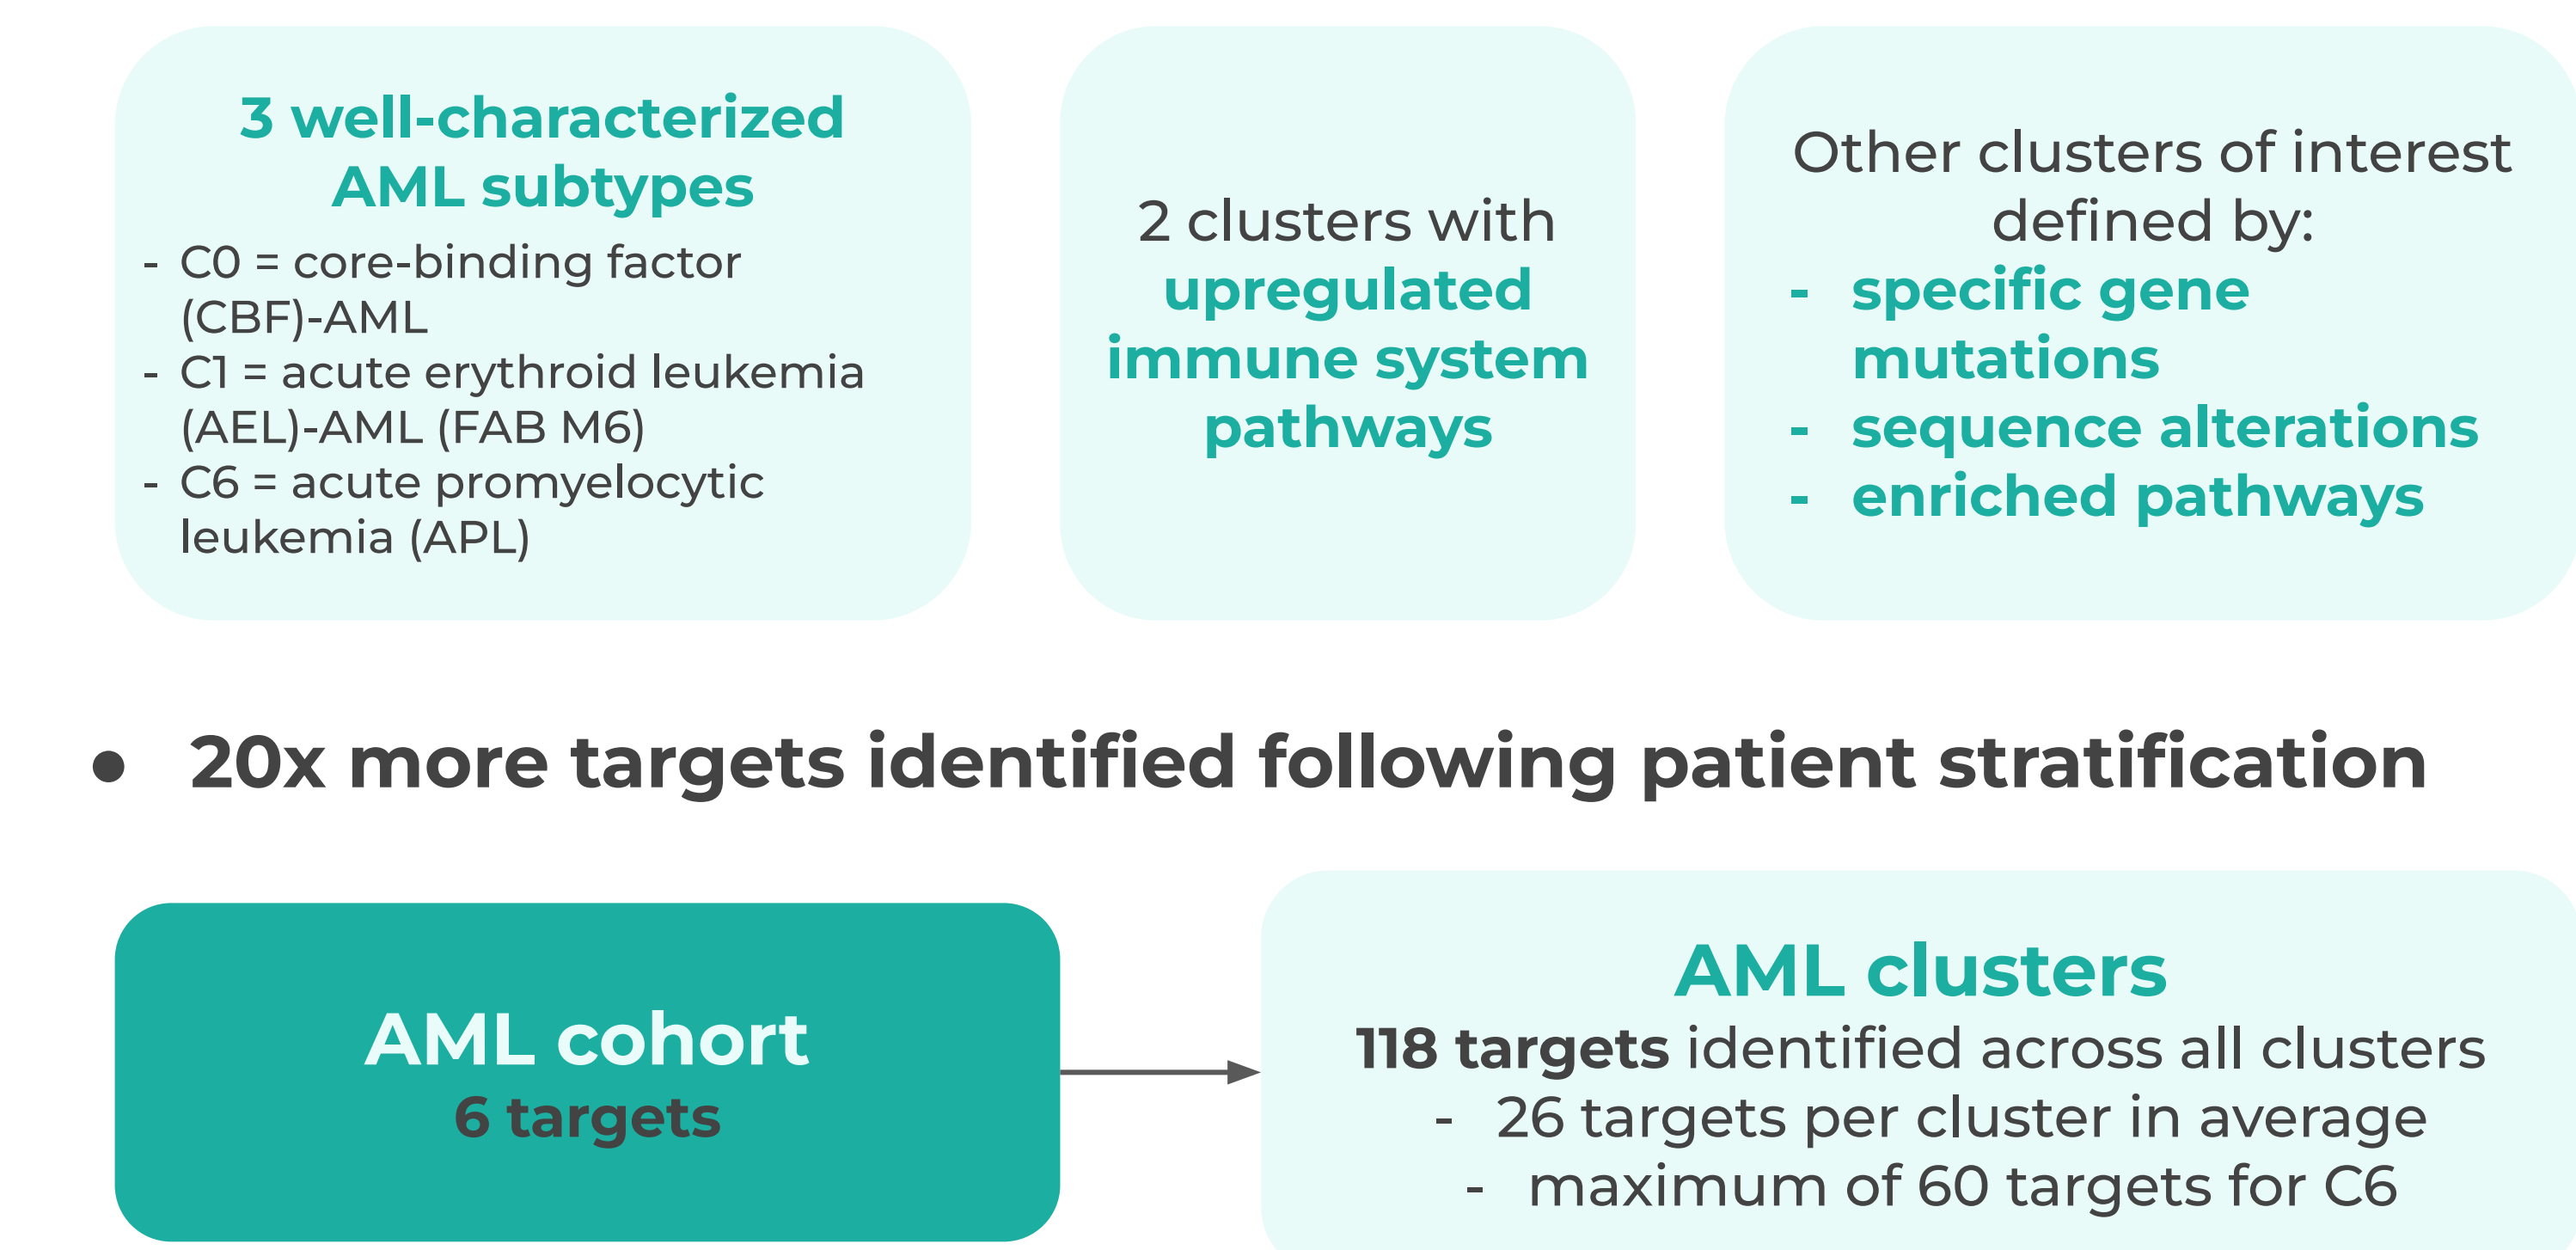 3 well-characterized
AML subtypes
- C0 = core-binding factor
(CBF)-AML
- C1 = acute erythroid leukemia
(AEL)-AML (FAB M6)
- C6 = acute promyelocytic
leukemia (APL)
2 clusters with
upregulated
immune system
pathways
Other clusters of interest
defined by:
- specific gene
mutations
- sequence alterations
- enriched pathways
● 20x more targets identified following patient stratification
AML cohort
6 targets
AML clusters
118 targets identified across all clusters
- 26 targets per cluster in average
- maximum of 60 targets for C6